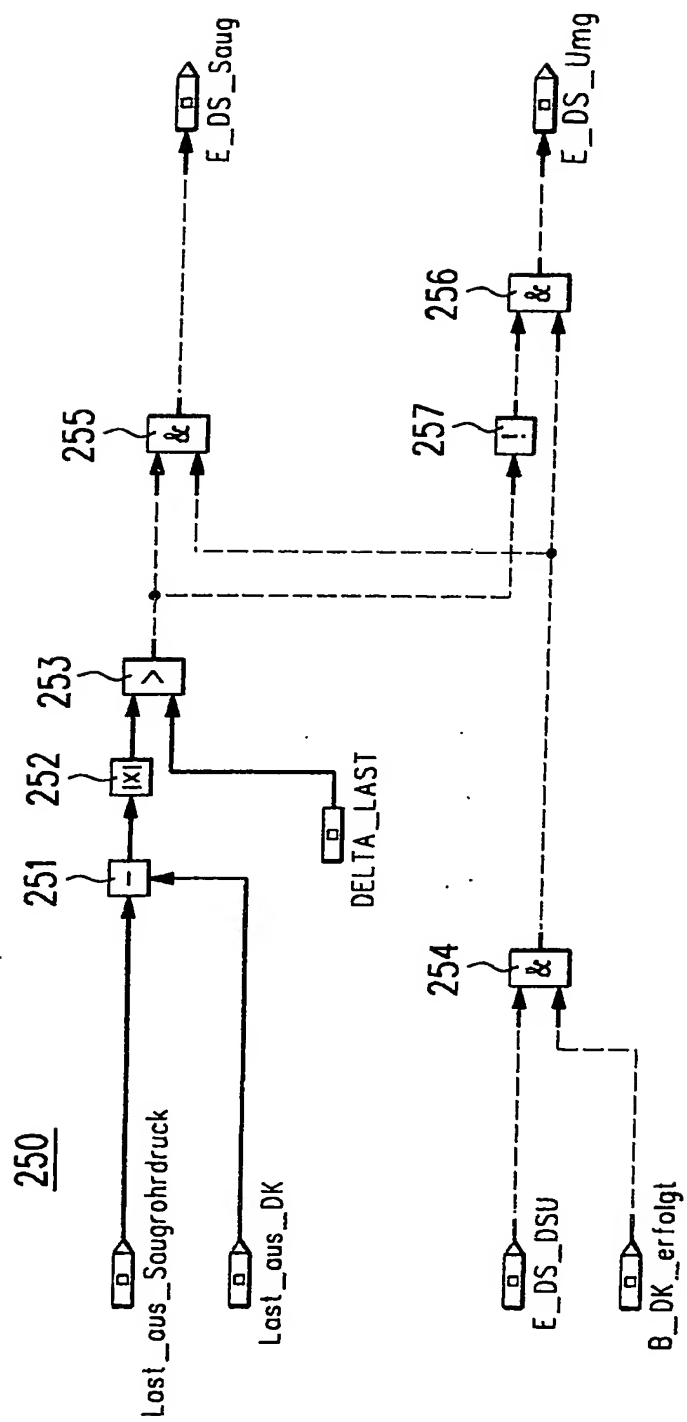 250
Last_aus_Saugrohrdruck
Last_aus_DK
251
-
252
|X|
253
>
DELTA_LAST
255
&
E_DS_Saug
E_DS_DSU
B_DK_erfolgt
254
&
257
!
256
&
E_DS_Umg